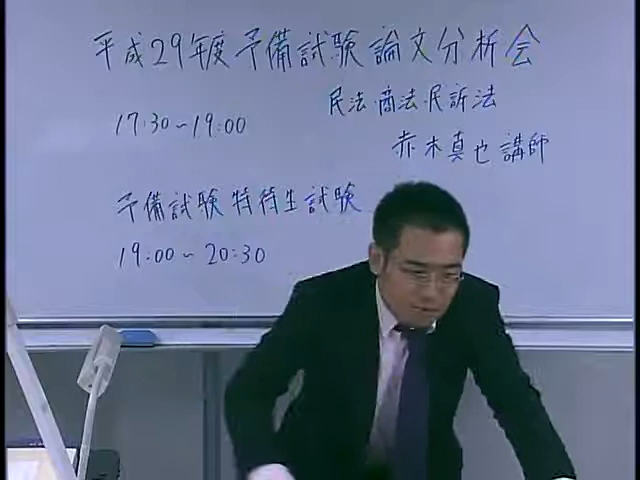 平成29年度予備試験論文分析会
民法・商法・民訴法
17:30~19:00
赤木真也講師
予備試験特待生試験
19:00~20:30